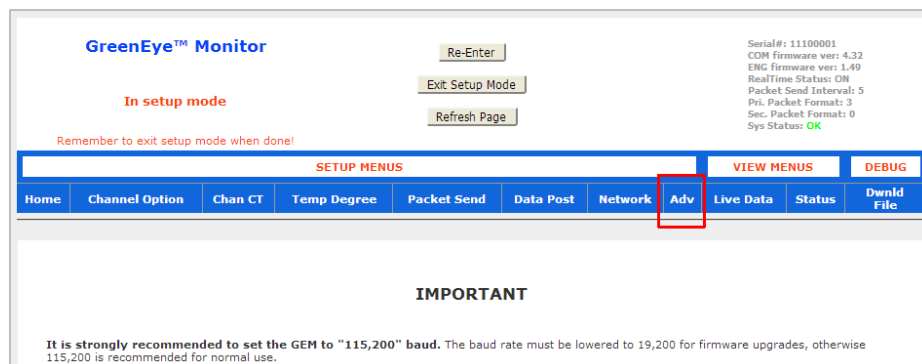 GreenEye™ Monitor
In setup mode
Remember to exit setup mode when done!
Re-Enter
Exit Setup Mode
Refresh Page
Serial#: 11100001
COM firmware ver: 4.32
ENG firmware ver: 1.49
RealTime Status: ON
Packet Send Interval: 5
Pri. Packet Format: 3
Sec. Packet Format: 0
Sys Status: OK
SETUP MENUS VIEW MENUS DEBUG
Home Channel Option Chan CT Temp Degree Packet Send Data Post Network Adv Live Data Status Dwnld
File
IMPORTANT
It is strongly recommended to set the GEM to "115,200" baud. The baud rate must be lowered to 19,200 for firmware upgrades, otherwise
115,200 is recommended for normal use.